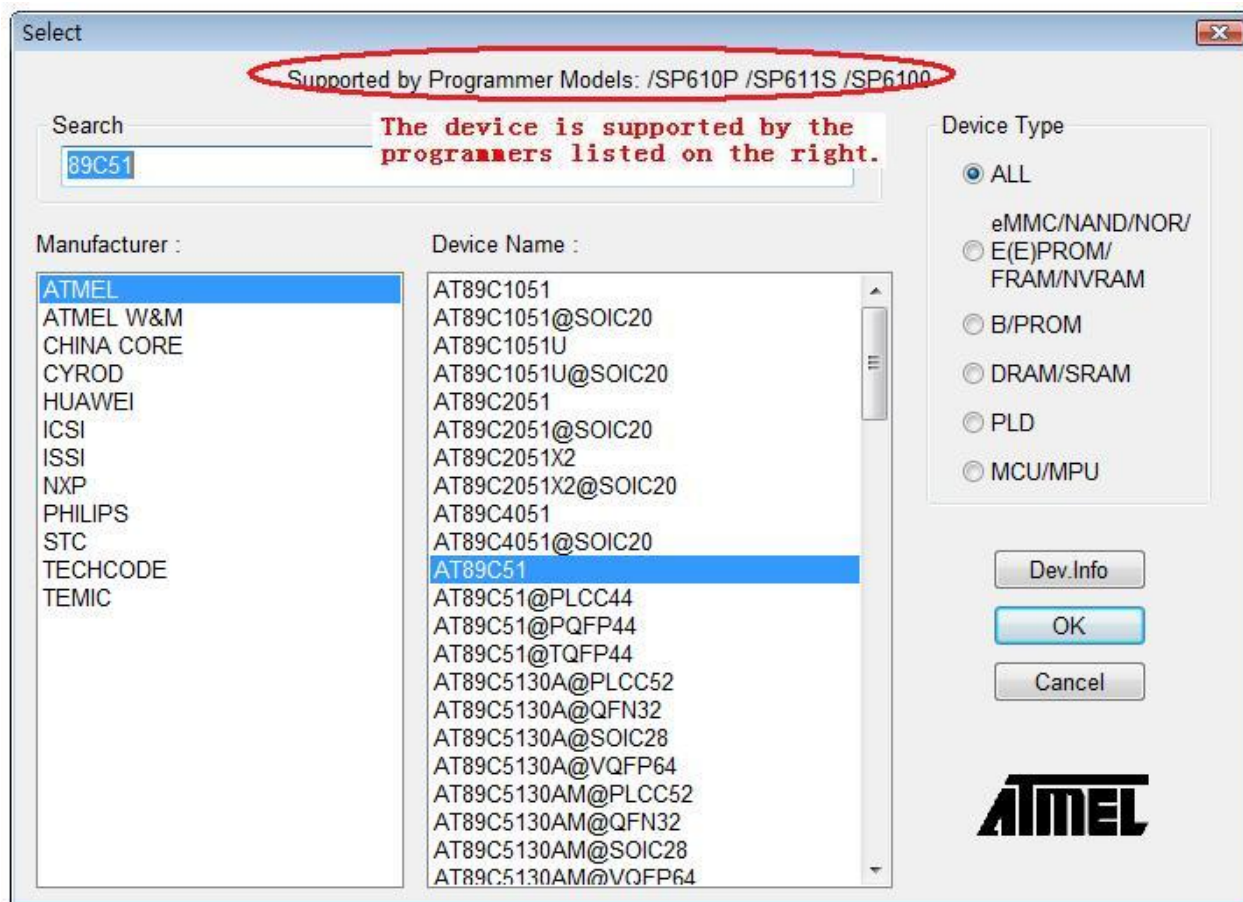 Select
Supported by Programmer Models: /SP610P /SP611S /SP6100
Search
The device is supported by the
programmers listed on the right.
89C51
Manufacturer :
ATMEL
ATMEL W&M
CHINA CORE
CYROD
HUAWEI
ICSI
ISSI
NXP
PHILIPS
STC
TECHCODE
TEMIC
Device Name :
AT89C1051
AT89C1051@SOIC20
AT89C1051U
AT89C1051U@SOIC20
AT89C2051
AT89C2051@SOIC20
AT89C2051X2
AT89C2051X2@SOIC20
AT89C4051
AT89C4051@SOIC20
AT89C51
AT89C51@PLCC44
AT89C51@PQFP44
AT89C51@TQFP44
AT89C5130A@PLCC52
AT89C5130A@QFN32
AT89C5130A@SOIC28
AT89C5130A@VQFP64
AT89C5130AM@PLCC52
AT89C5130AM@QFN32
AT89C5130AM@SOIC28
AT89C5130AM@VQFP64
Device Type
ALL
eMMC/NAND/NOR/
E(E)PROM/
FRAM/NVRAM
B/PROM
DRAM/SRAM
PLD
MCU/MPU
Dev.Info
OK
Cancel
ATMEL